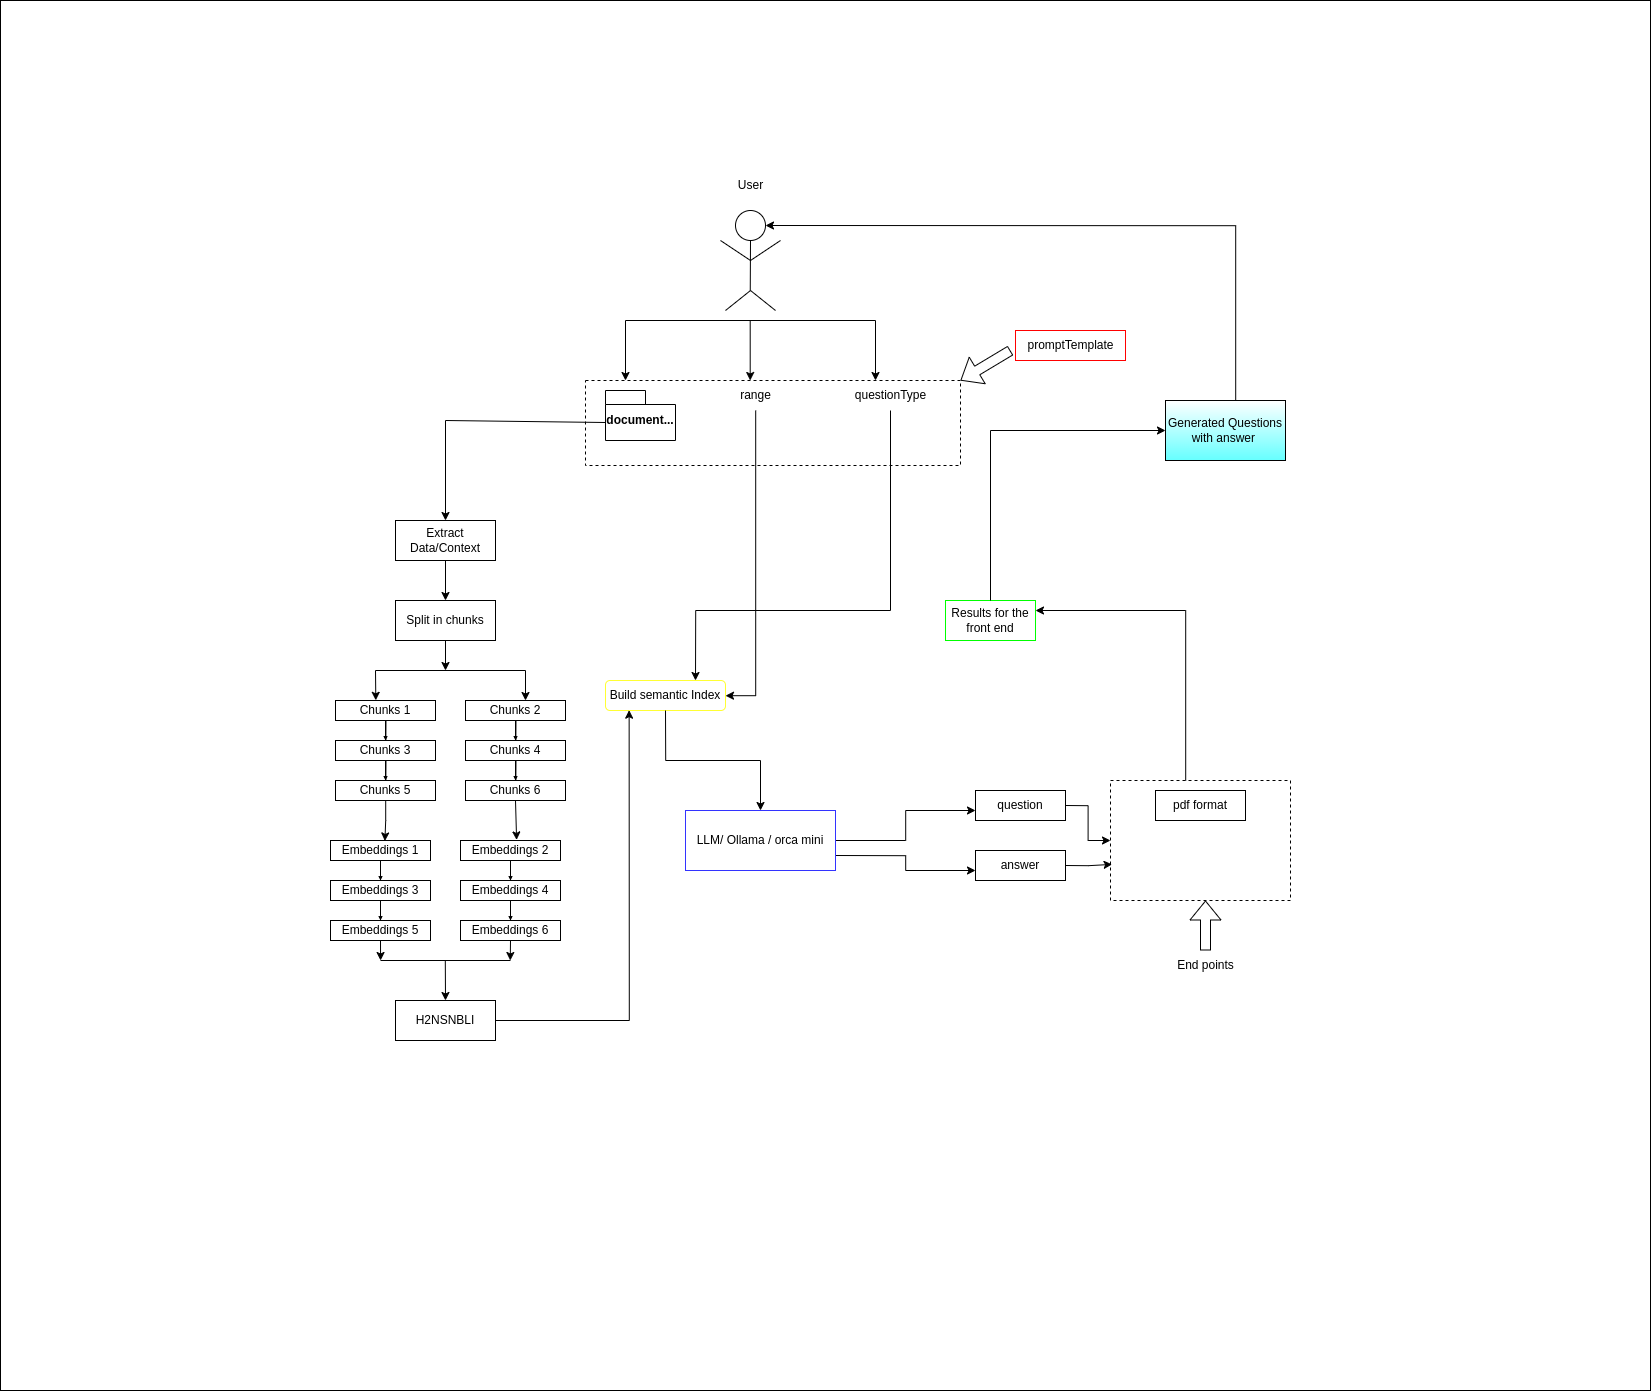 User
promptTemplate
range
questionType
document...
Generated Questions
with answer
Extract
Data/Context
Split in chunks
Results for the
front end
Build semantic Index
Chunks 1
Chunks 2
Chunks 3
Chunks 4
Chunks 5
Chunks 6
question
pdf format
LLM/ Ollama / orca mini
Embeddings 1
Embeddings 2
answer
Embeddings 3
Embeddings 4
Embeddings 5
Embeddings 6
End points
H2NSNBLI